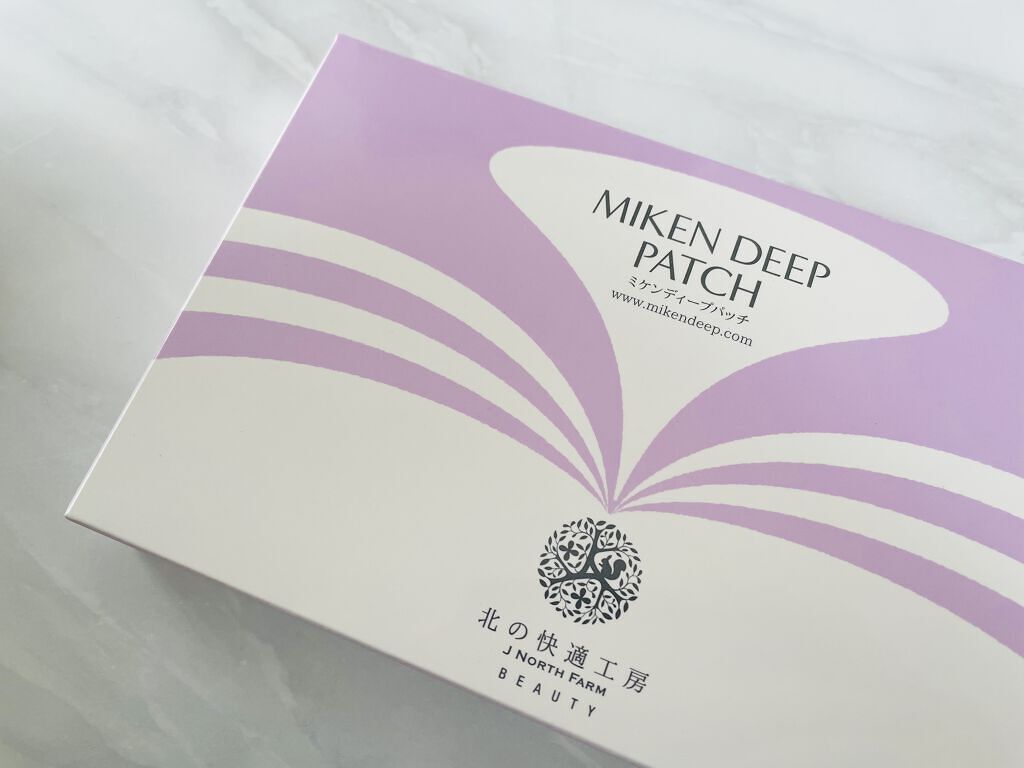 MIKEN DEEP
PATCH
ミケンディープパッチ
www.mikendeep.com
北の快適工房
J NORTH FARM
BEAUTY